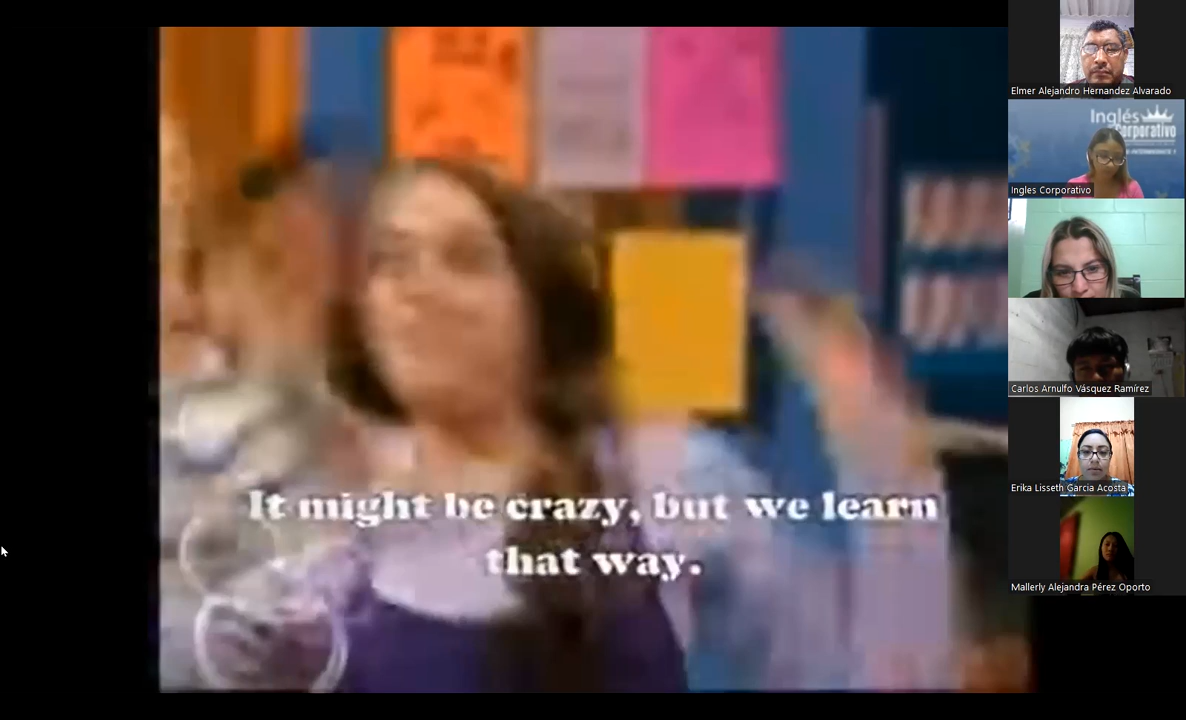 It might be crazy, but we learn
that way.
Elmer Alejandro Hernandez Alvarado
Inglés
Corporativo
Ingles Corporativo
Carlos Arnulfo Vásquez Ramírez
Erika Lisseth Garcia Acosta
Mallerly Alejandra Pérez Oporto